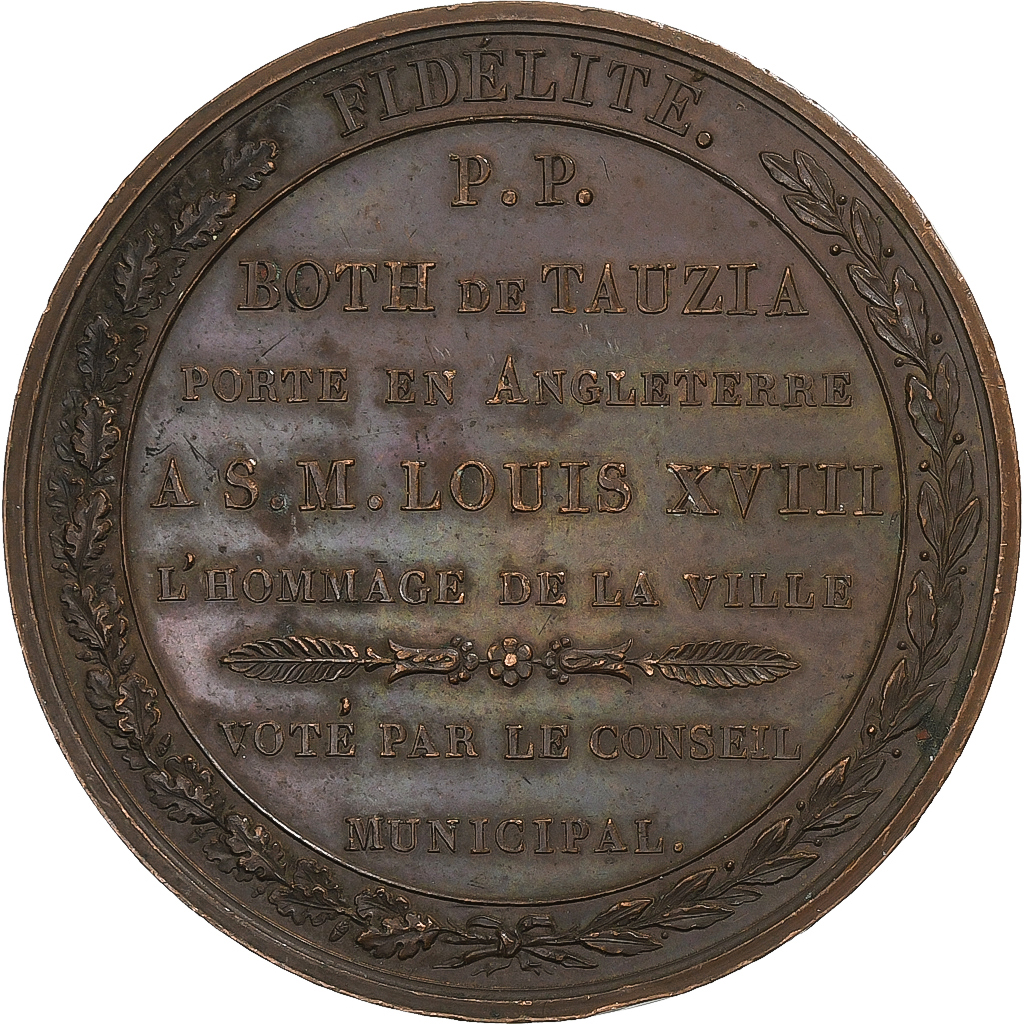 FIDÉLITÉ.
P. P.
BOTH DE TAUZIA
PORTE EN ANGLETERRE
A S. M. LOUIS XVIII
L'HOMMAGE DE LA VILLE
VOTÉ PAR LE CONSEIL
MUNICIPAL.